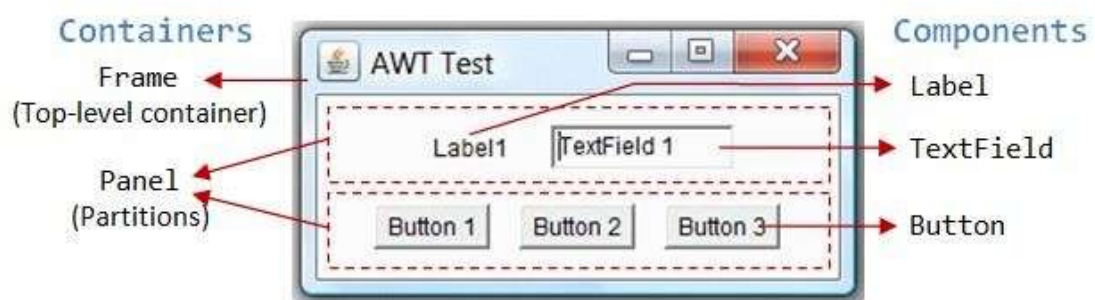 Containers
Frame
(Top-level container)
Panel
(Partitions)
AWT Test
Label1
TextField 1
Button 1
Button 2
Button 3
Components
Label
TextField
Button